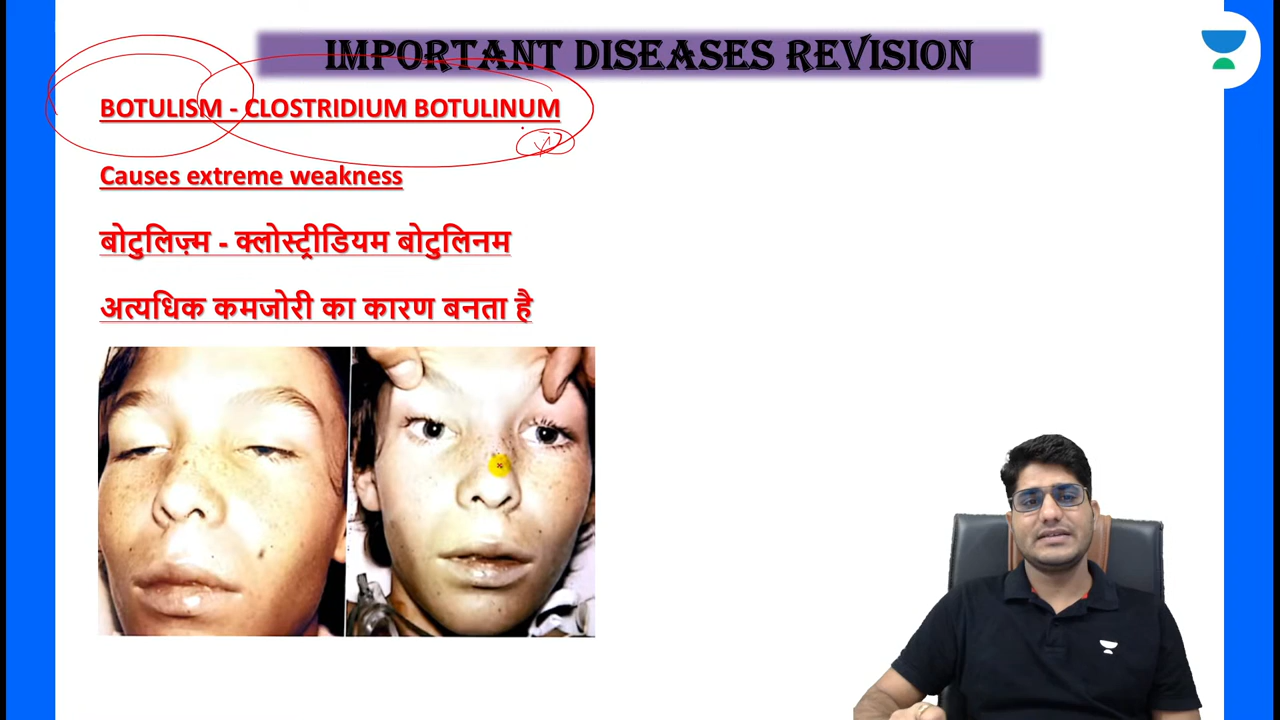 IMPORTANT DISEASES REVISION
BOTULISM - CLOSTRIDIUM BOTULINUM
Causes extreme weakness
बोटुलिज़्म - क्लोस्ट्रीडियम बोटुलिनम
अत्यधिक कमजोरी का कारण बनता है